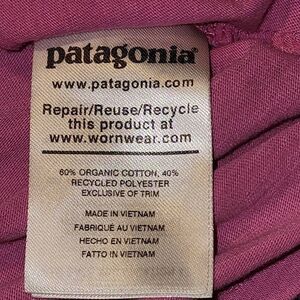 patagonia®
www.patagonia.com
Repair/Reuse/Recycle
this product at
www.wornwear.com
60% ORGANIC COTTON, 40%
RECYCLED POLYESTER
EXCLUSIVE OF TRIM
MADE IN VIETNAM
FABRIQUÉ AU VIETNAM
HECHO EN VIETNAM
FATTO IN VIETNAM